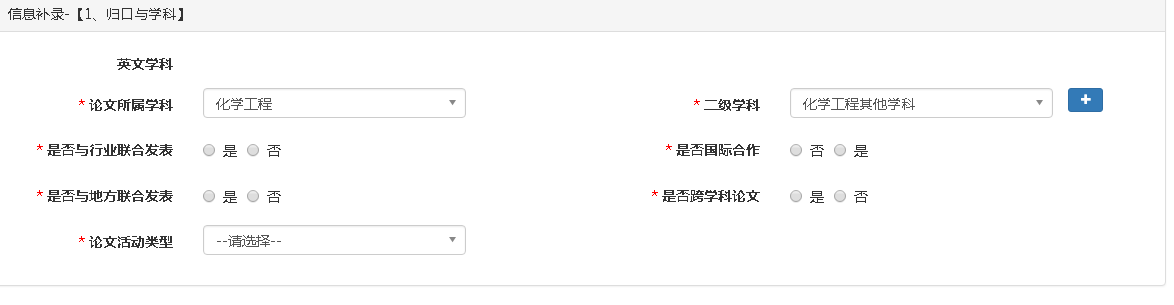 信息补录-【1、归口与学科】
英文学科
* 论文所属学科 化学工程 * 二级学科 化学工程其他学科 +
* 是否与行业联合发表 是 否 * 是否国际合作 否 是
* 是否与地方联合发表 是 否 * 是否跨学科论文 是 否
* 论文活动类型 --请选择--